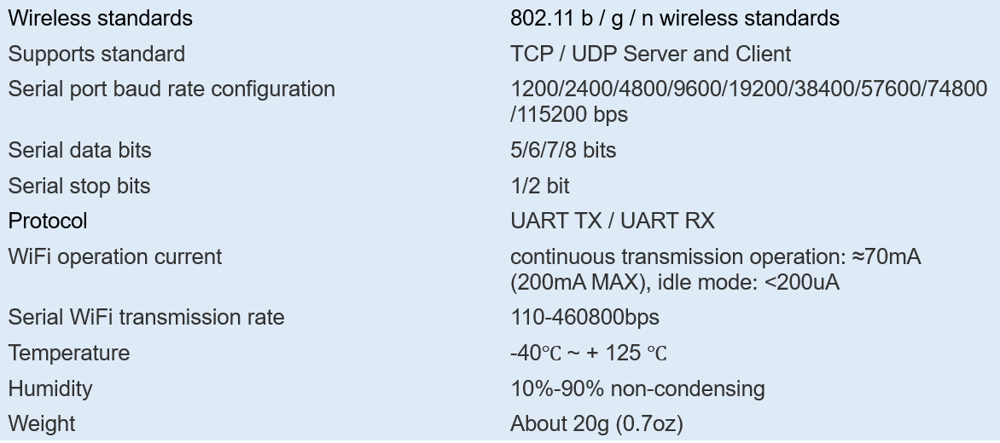 Wireless standards 802.11 b / g / n wireless standards
Supports standard TCP / UDP Server and Client
Serial port baud rate configuration 1200/2400/4800/9600/19200/38400/57600/74800
/115200 bps
Serial data bits 5/6/7/8 bits
Serial stop bits 1/2 bit
Protocol UART TX / UART RX
WiFi operation current continuous transmission operation: ≈70mA
(200mA MAX), idle mode: <200uA
Serial WiFi transmission rate 110-460800bps
Temperature -40℃ ~ + 125 ℃
Humidity 10%-90% non-condensing
Weight About 20g (0.7oz)